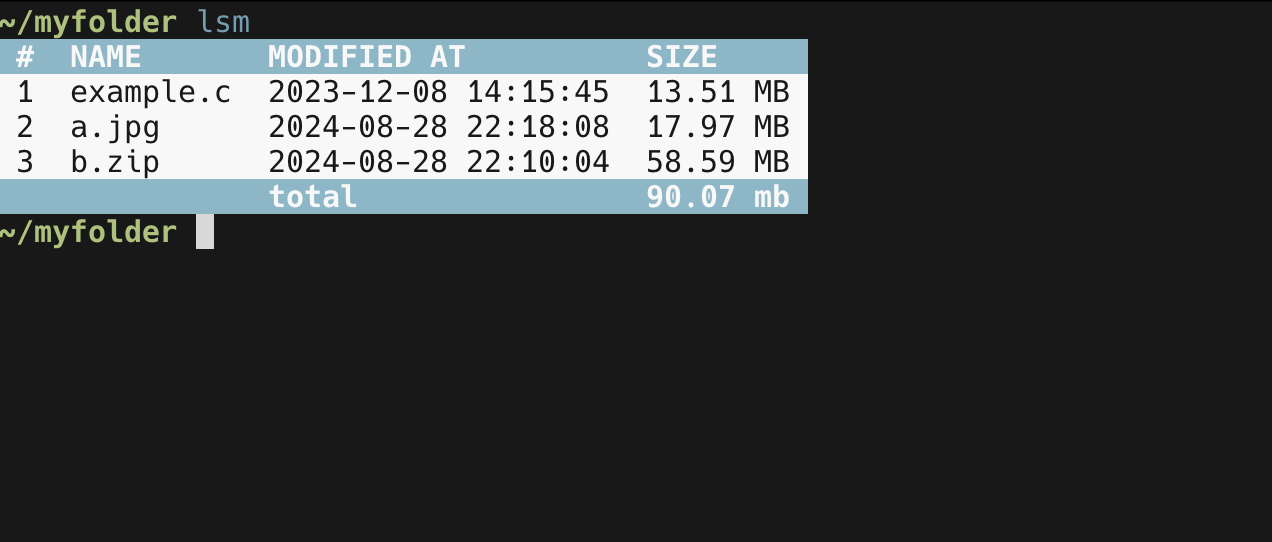 ~/myfolder lsm
# NAME MODIFIED AT SIZE
1 example.c 2023-12-08 14:15:45 13.51 MB
2 a.jpg 2024-08-28 22:18:08 17.97 MB
3 b.zip 2024-08-28 22:10:04 58.59 MB
total 90.07 mb
~/myfolder